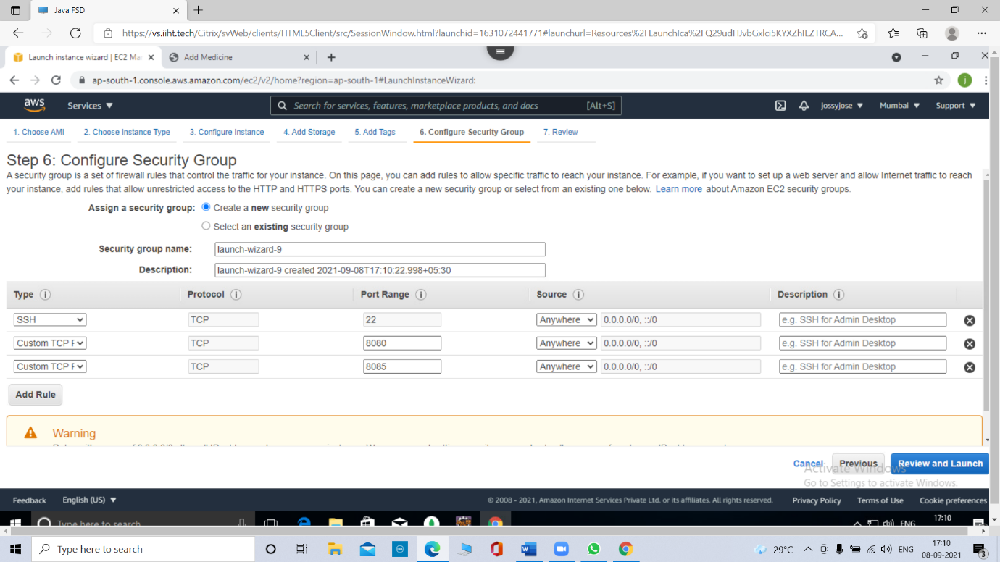 Java FSD
https://vs.iiht.tech/Citrix/svWeb/clients/HTML5Client/src/SessionWindow.html?launchid=1631072441771#launchurl=Resources%2FLaunchIca%2FQ29udHJvbGxlci5KYXZhIEZTRCA...
Launch instance wizard | EC2 Ma
Add Medicine
ap-south-1.console.aws.amazon.com/ec2/v2/home?region=ap-south-1#LaunchInstanceWizard:
j
aws Services Search for services, features, marketplace products, and docs [Alt+S] jossyjose Mumbai Support
1. Choose AMI 2. Choose Instance Type 3. Configure Instance 4. Add Storage 5. Add Tags 6. Configure Security Group 7. Review
Step 6: Configure Security Group
A security group is a set of firewall rules that control the traffic for your instance. On this page, you can add rules to allow specific traffic to reach your instance. For example, if you want to set up a web server and allow Internet traffic to reach
your instance, add rules that allow unrestricted access to the HTTP and HTTPS ports. You can create a new security group or select from an existing one below. Learn more about Amazon EC2 security groups.
Assign a security group: Create a new security group
Select an existing security group
Security group name: launch-wizard-9
Description: launch-wizard-9 created 2021-09-08T17:10:22.998+05:30
Type Protocol Port Range Source Description
SSH TCP 22 Anywhere 0.0.0.0/0, ::/0 e.g. SSH for Admin Desktop
Custom TCP TCP 8080 Anywhere 0.0.0.0/0, ::/0 e.g. SSH for Admin Desktop
Custom TCP TCP 8085 Anywhere 0.0.0.0/0, ::/0 e.g. SSH for Admin Desktop
Add Rule
Warning
Cancel Previous Review and Launch
Activate Windows
Go to Settings to activate Windows.
Feedback English (US) © 2008 - 2021, Amazon Internet Services Private Ltd. or its affiliates. All rights reserved. Privacy Policy Terms of Use Cookie preferences
Type here to search ENG 17:10
Type here to search 29°C ENG 17:10
08-09-2021
3